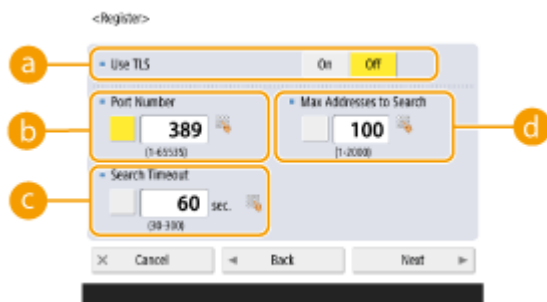 <Register>
a
Use TLS On Off
b
Port Number
389
(1-65535)
Max Addresses to Search
100
(1-2000)
d
c
Search Timeout
60 sec.
(30-300)
× Cancel ◄ Back Next ►